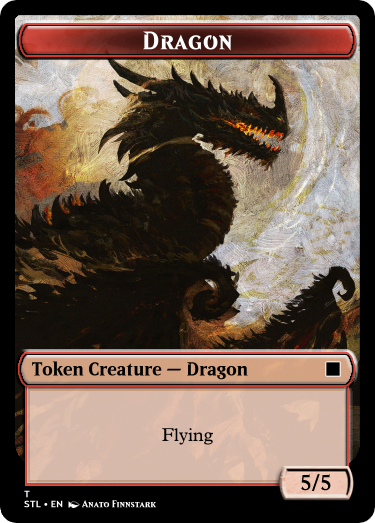 Dragon
Token Creature — Dragon
Flying
5/5
T
STL • EN Anato Finnstark